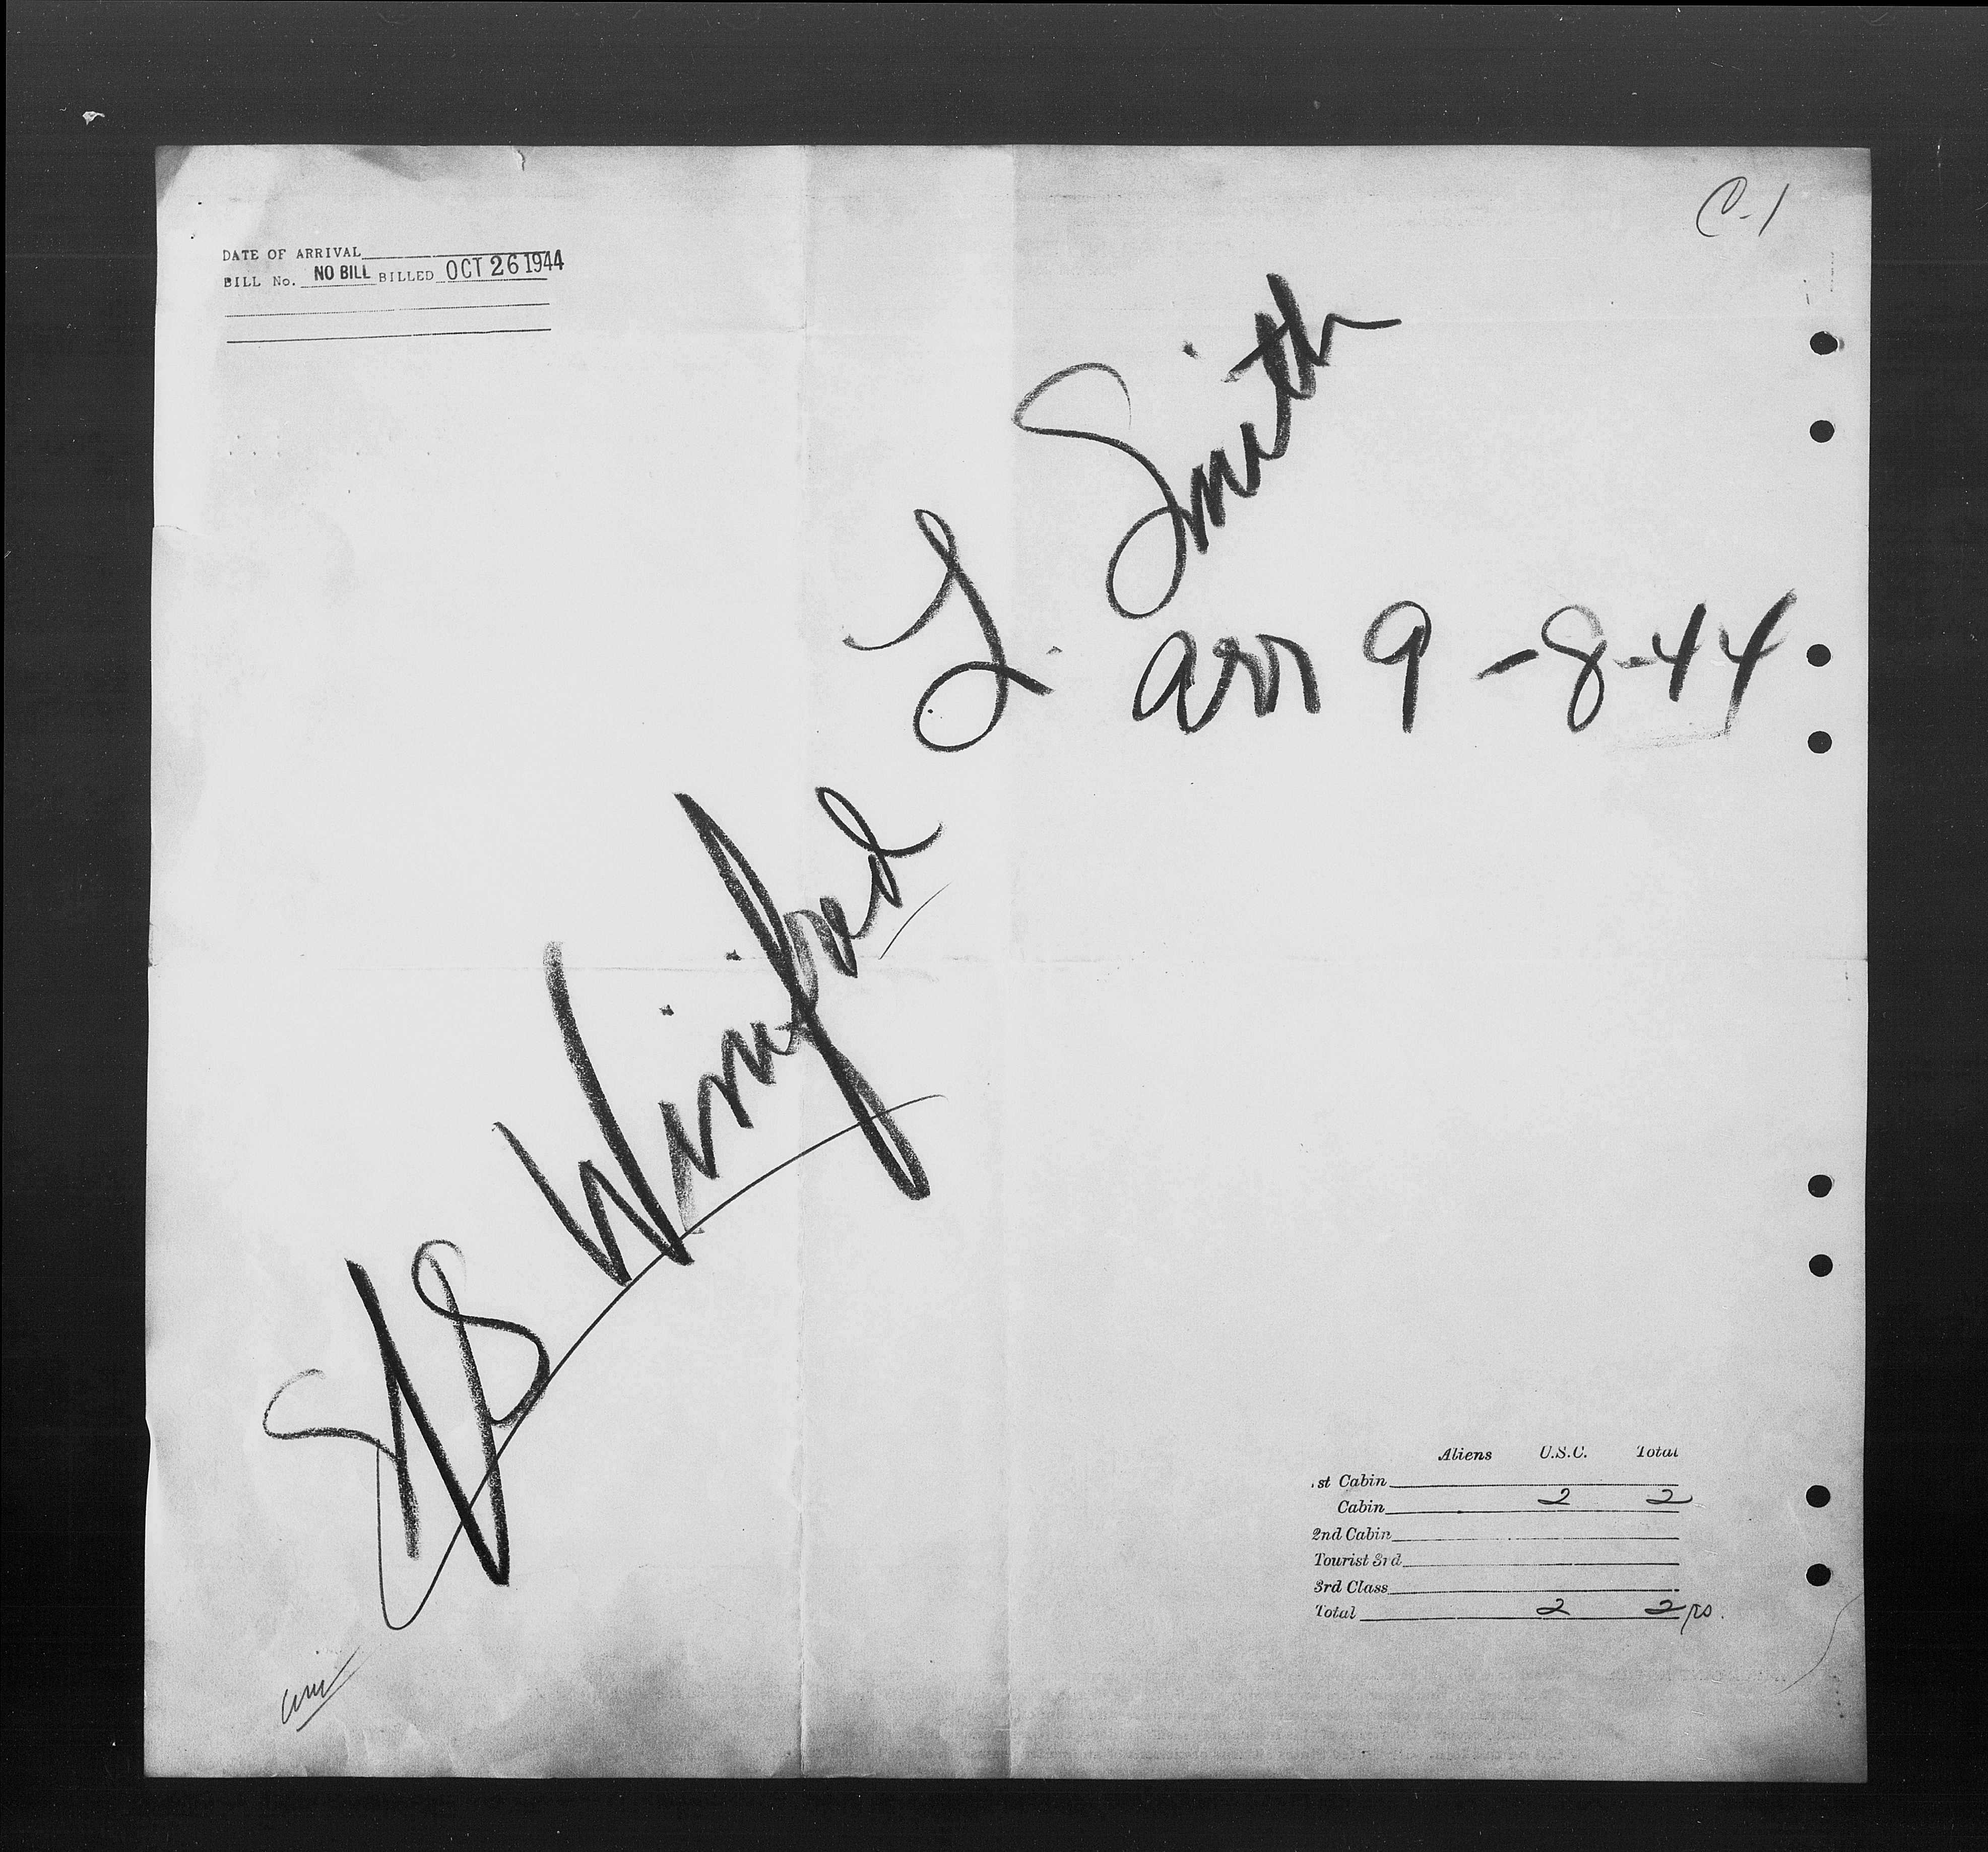 C-1
DATE OF ARRIVAL
BILL No. NO BILL BILLED OCT 26 1944
SS Winifred L. Smith
arr 9-8-44
Aliens U.S.C. Total
1st Cabin
Cabin 2 2
2nd Cabin
Tourist 3rd
3rd Class
Total 2 2